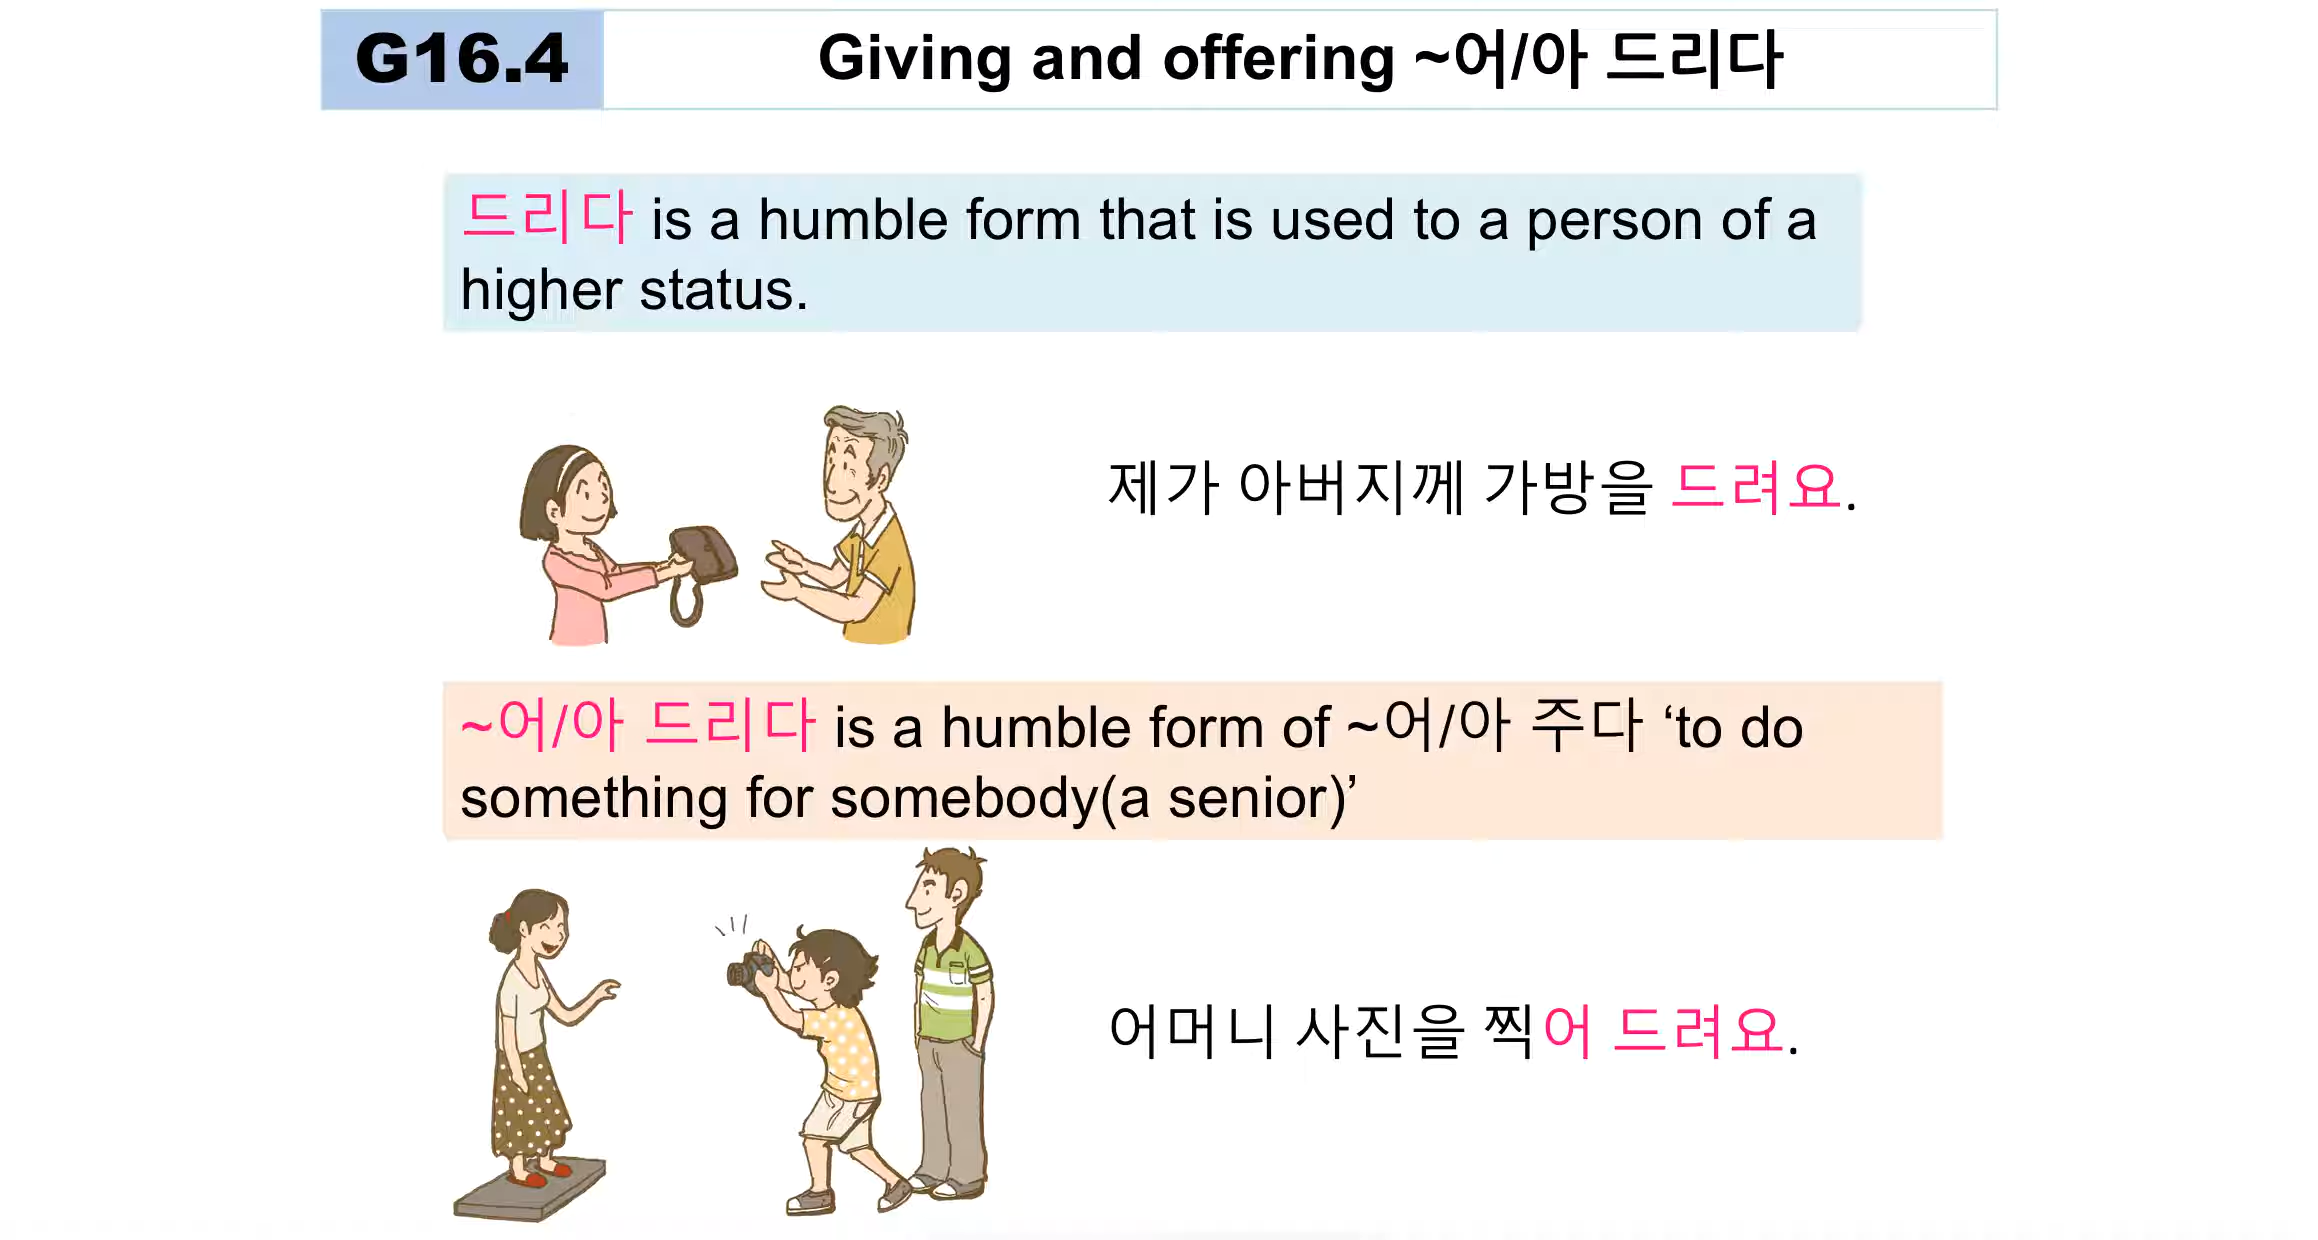 G16.4
Giving and offering ~어/아 드리다
드리다 is a humble form that is used to a person of a
higher status.
제가 아버지께 가방을 드려요.
~어/아 드리다 is a humble form of ~어/아 주다 ‘to do
something for somebody(a senior)’
어머니 사진을 찍어 드려요.